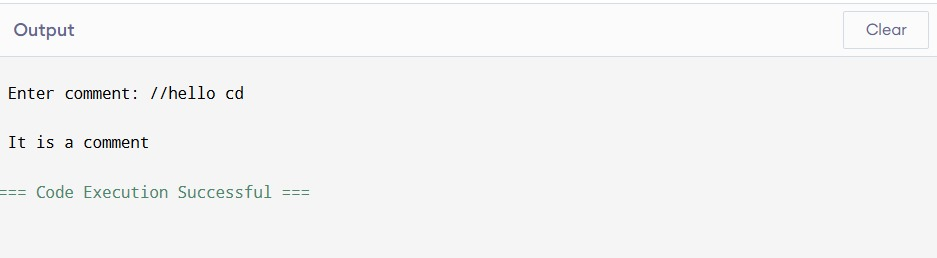 Output
Clear
Enter comment: //hello cd
It is a comment
=== Code Execution Successful ===